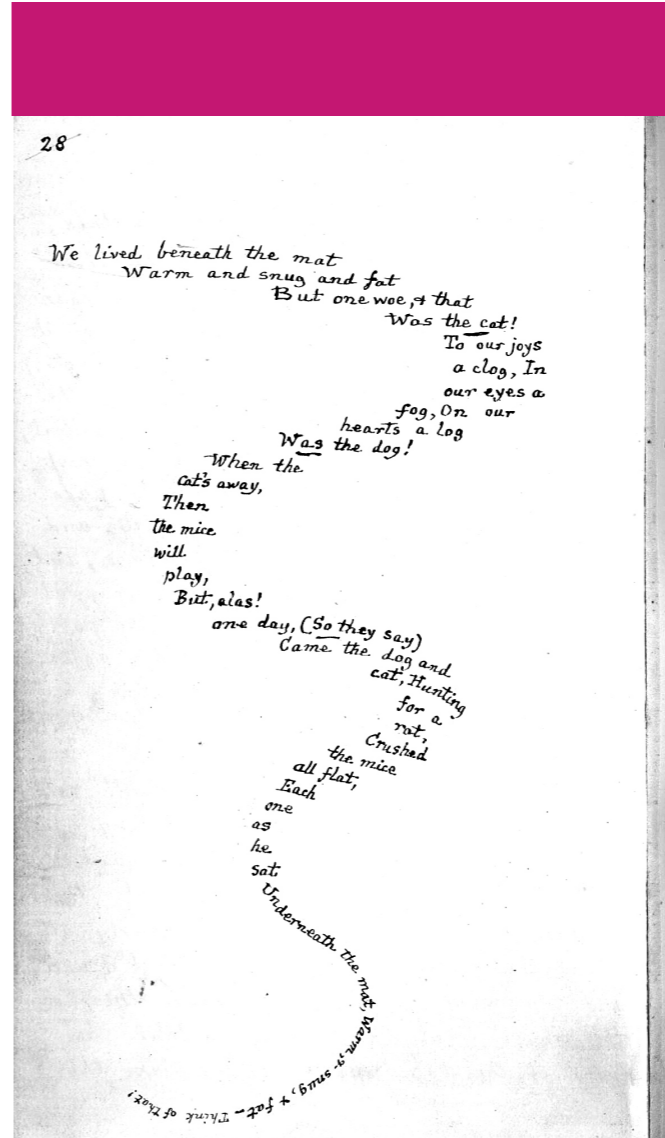 28
We lived beneath the mat
Warm and snug and fat
But one woe, & that
Was the cat!
To our joys
a clog, In
our eyes a
fog, On our
hearts a log
Was the dog!
When the
cat's away,
Then
the mice
will
play,
But, alas!
one day, (So they say)
Came the dog and
cat, Hunting
for a
rat,
Crushed
the mice
all flat,
Each
one
as
he
sat
Underneath the mat, Warm, & snug, & fat – Think of that!